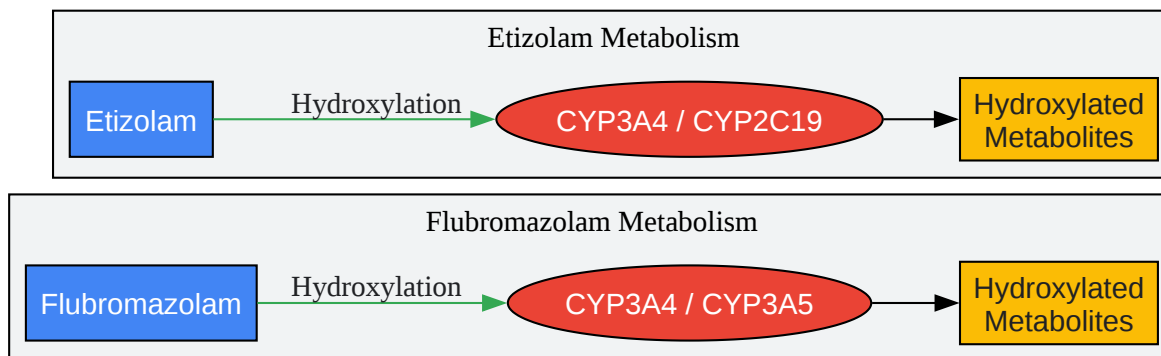 Etizolam Metabolism
Etizolam
Hydroxylation
CYP3A4 / CYP2C19
Hydroxylated
Metabolites
Flubromazolam Metabolism
Flubromazolam
Hydroxylation
CYP3A4 / CYP3A5
Hydroxylated
Metabolites